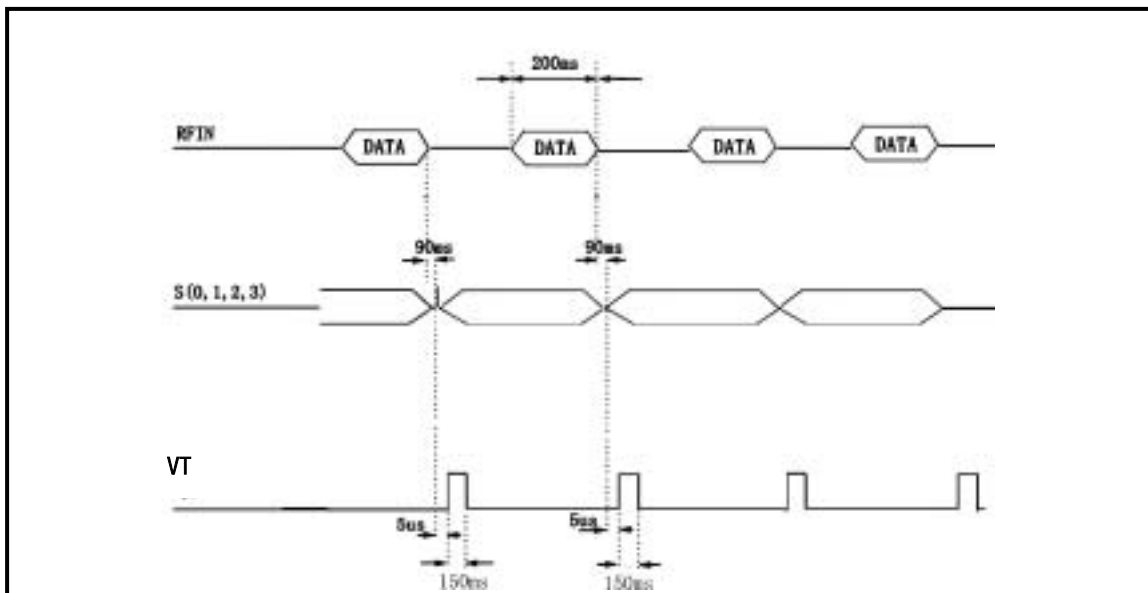 200ms
RFIN
DATA DATA DATA DATA
90ms 90ms
S(0,1,2,3)
VT
5us 5us
150ms 150ms